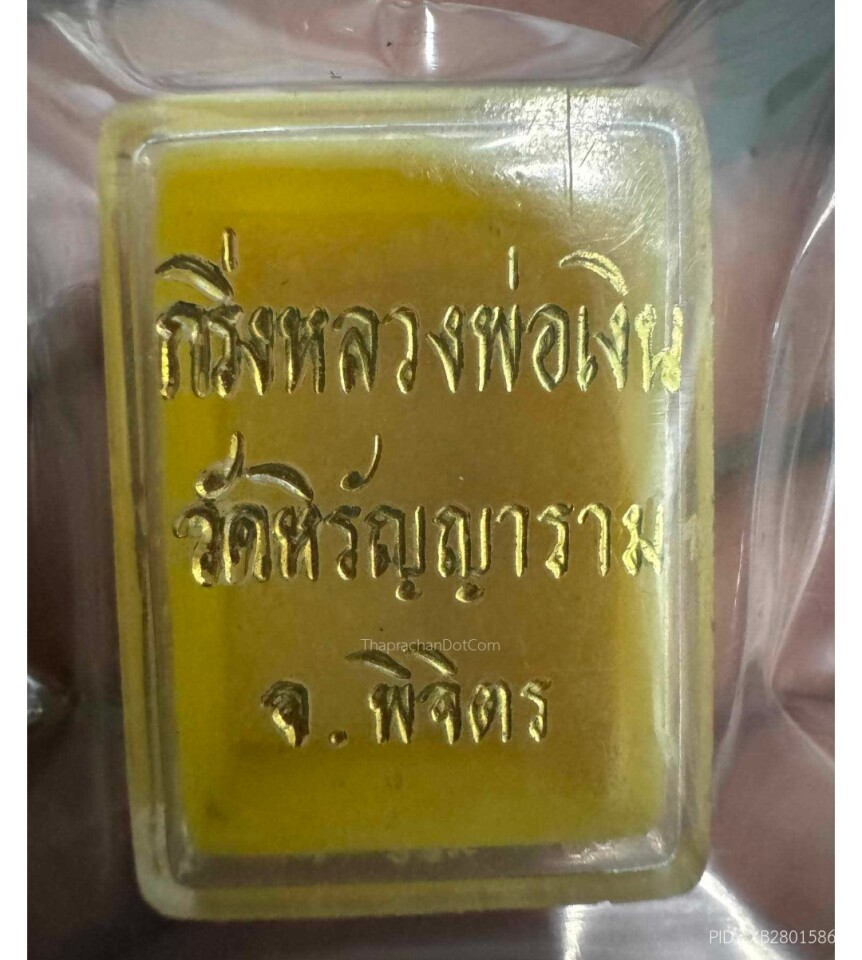 กริ่งหลวงพ่อเงิน
วัดหิรัญญาราม
ThaprachanDotCom
จ.พิจิตร
PID : XB2801586